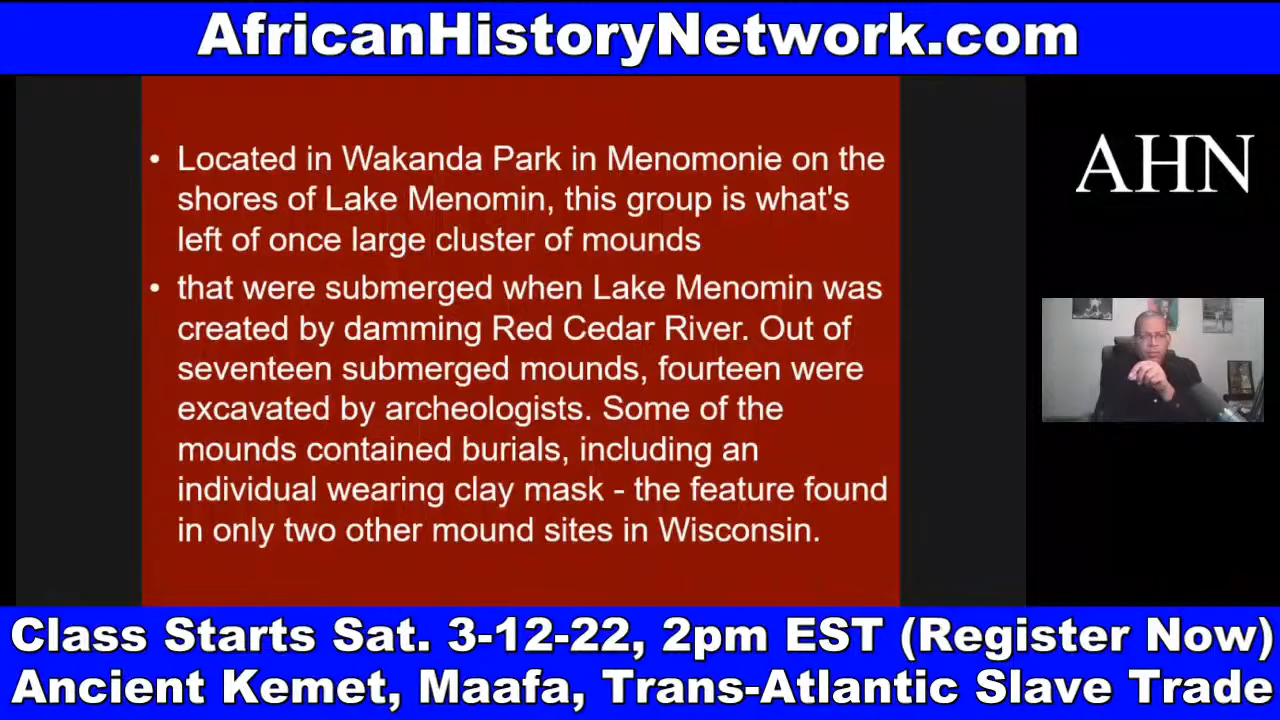 AfricanHistoryNetwork.com
• Located in Wakanda Park in Menomonie on the
shores of Lake Menomin, this group is what's
left of once large cluster of mounds
• that were submerged when Lake Menomin was
created by damming Red Cedar River. Out of
seventeen submerged mounds, fourteen were
excavated by archeologists. Some of the
mounds contained burials, including an
individual wearing clay mask - the feature found
in only two other mound sites in Wisconsin.
AHN
Class Starts Sat. 3-12-22, 2pm EST (Register Now)
Ancient Kemet, Maafa, Trans-Atlantic Slave Trade